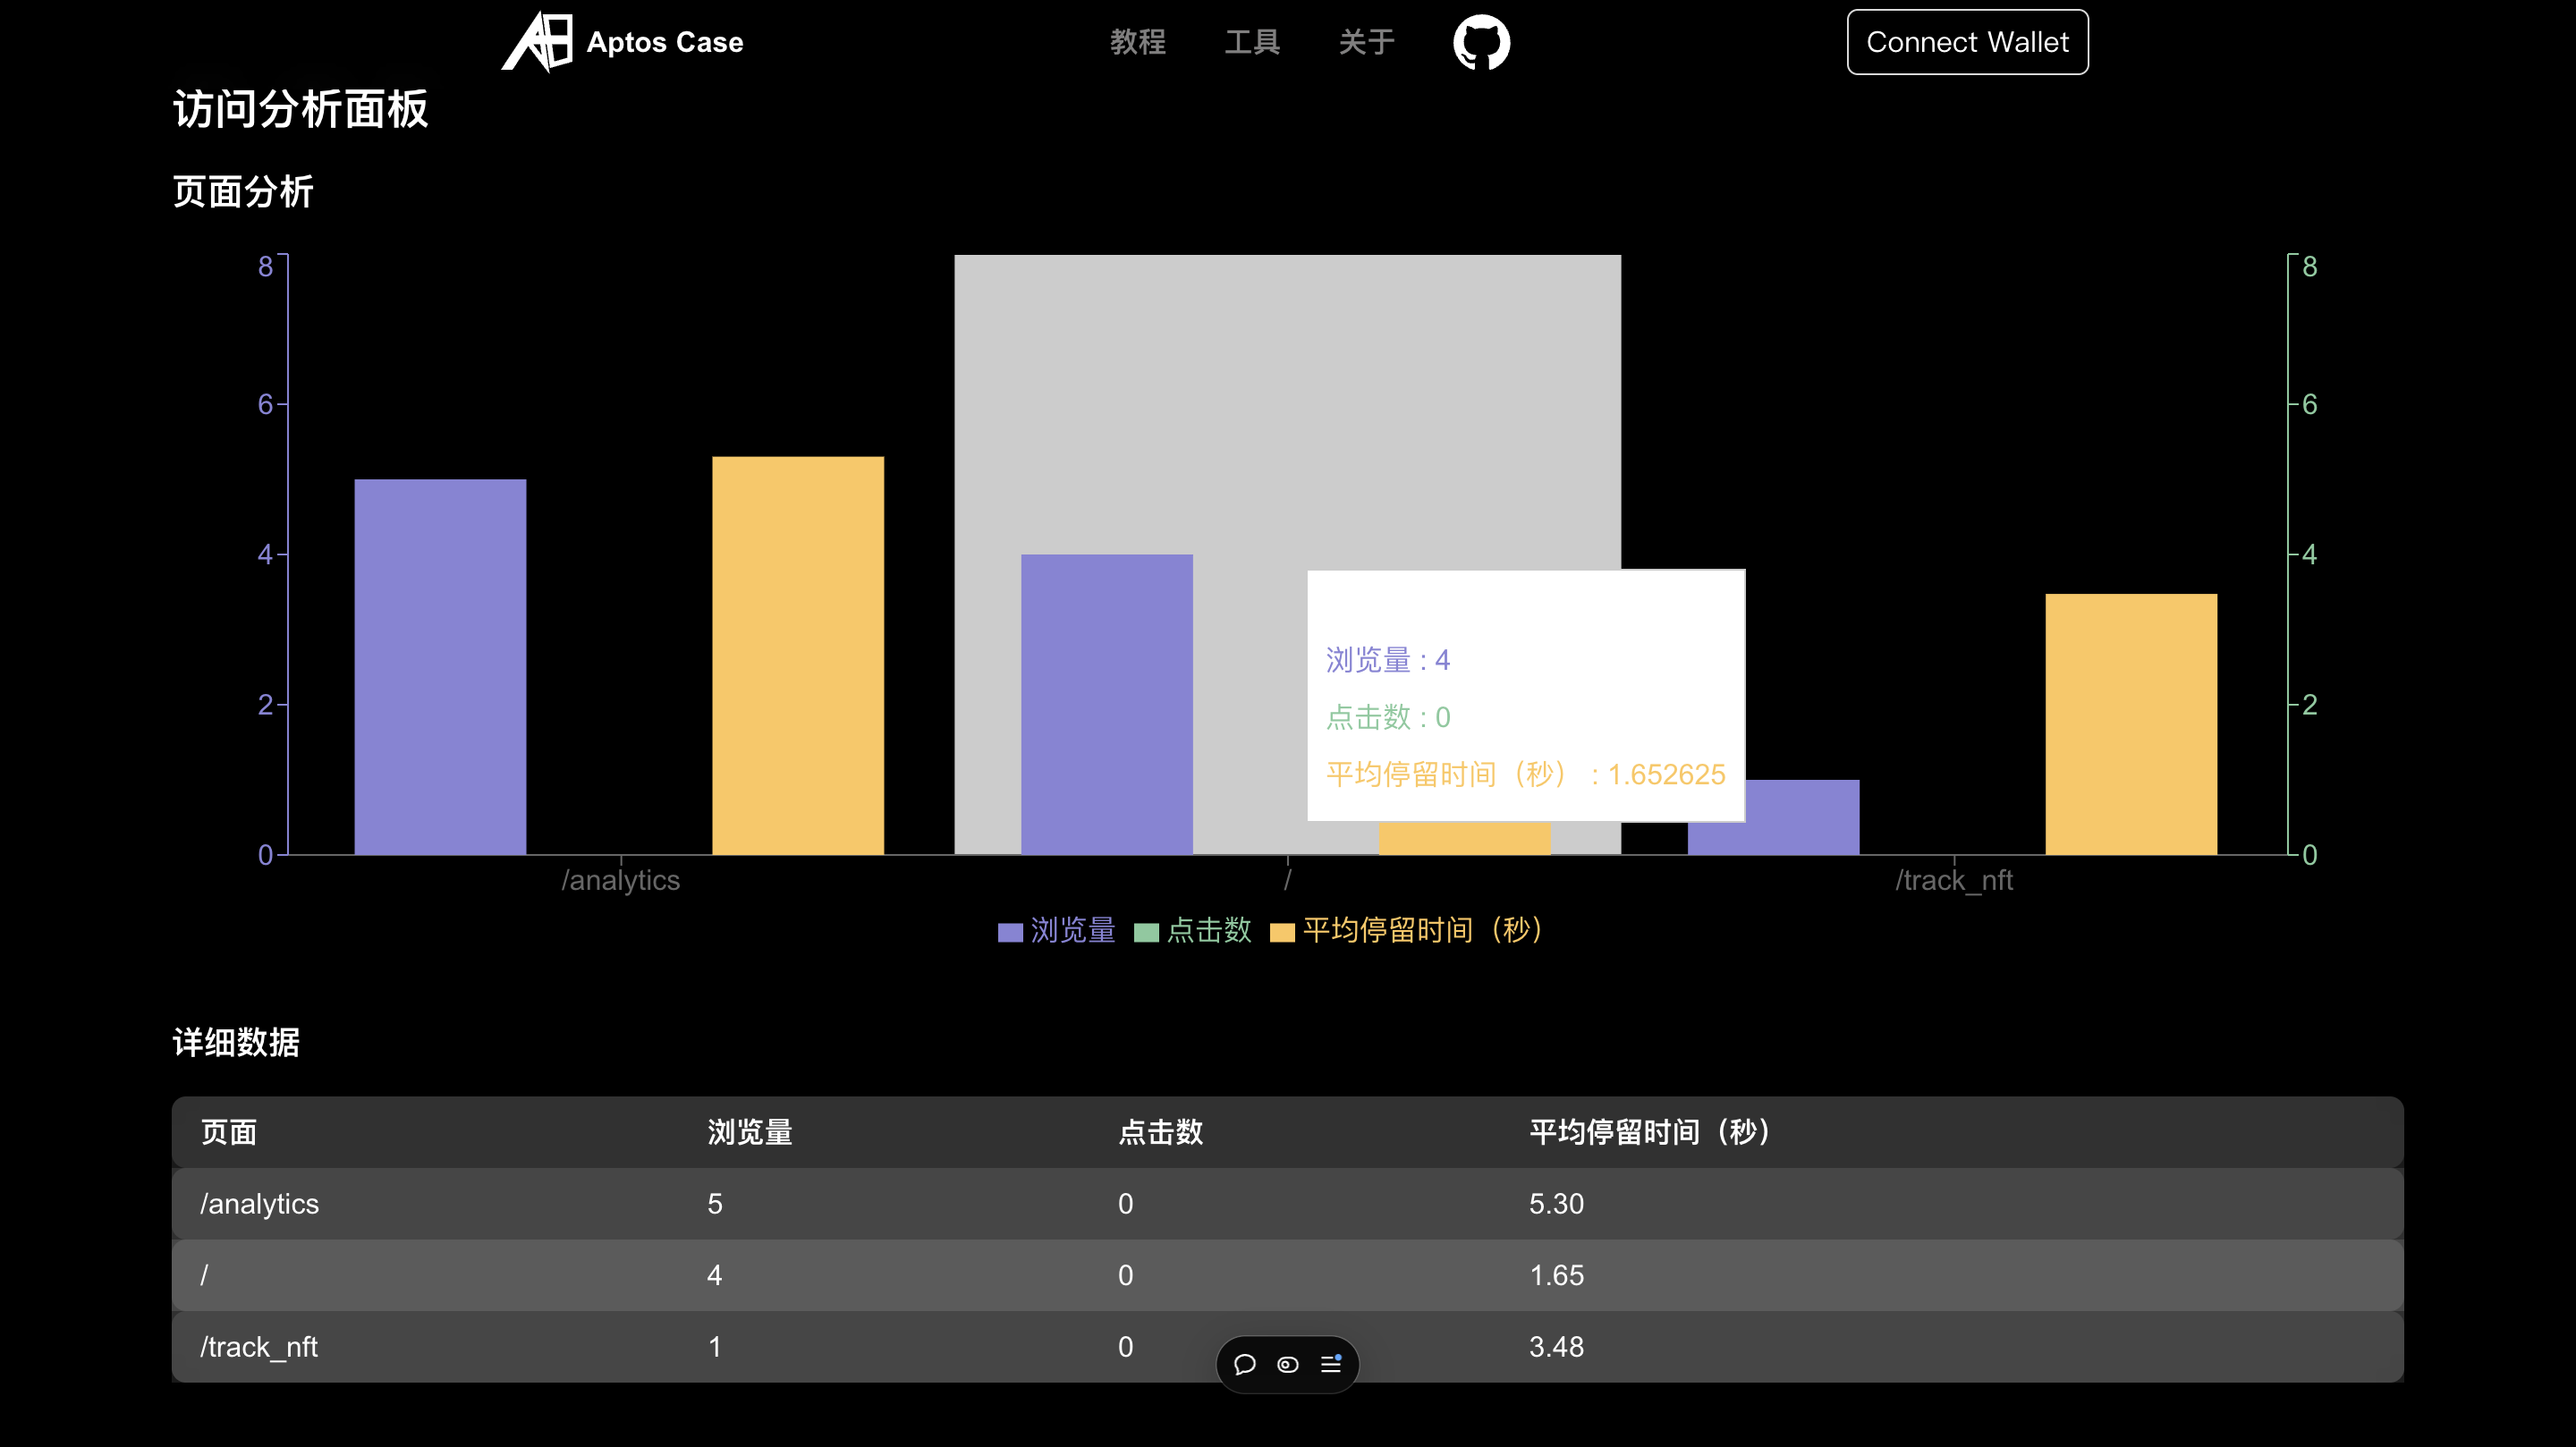 Aptos Case 教程 工具 关于 Connect Wallet
访问分析面板
页面分析
8 8
6 6
4 4
2 2
0 0
浏览量 : 4
点击数 : 0
平均停留时间（秒） : 1.652625
/analytics / /track_nft
浏览量 点击数 平均停留时间（秒）
详细数据
页面 浏览量 点击数 平均停留时间（秒）
/analytics 5 0 5.30
/ 4 0 1.65
/track_nft 1 0 3.48